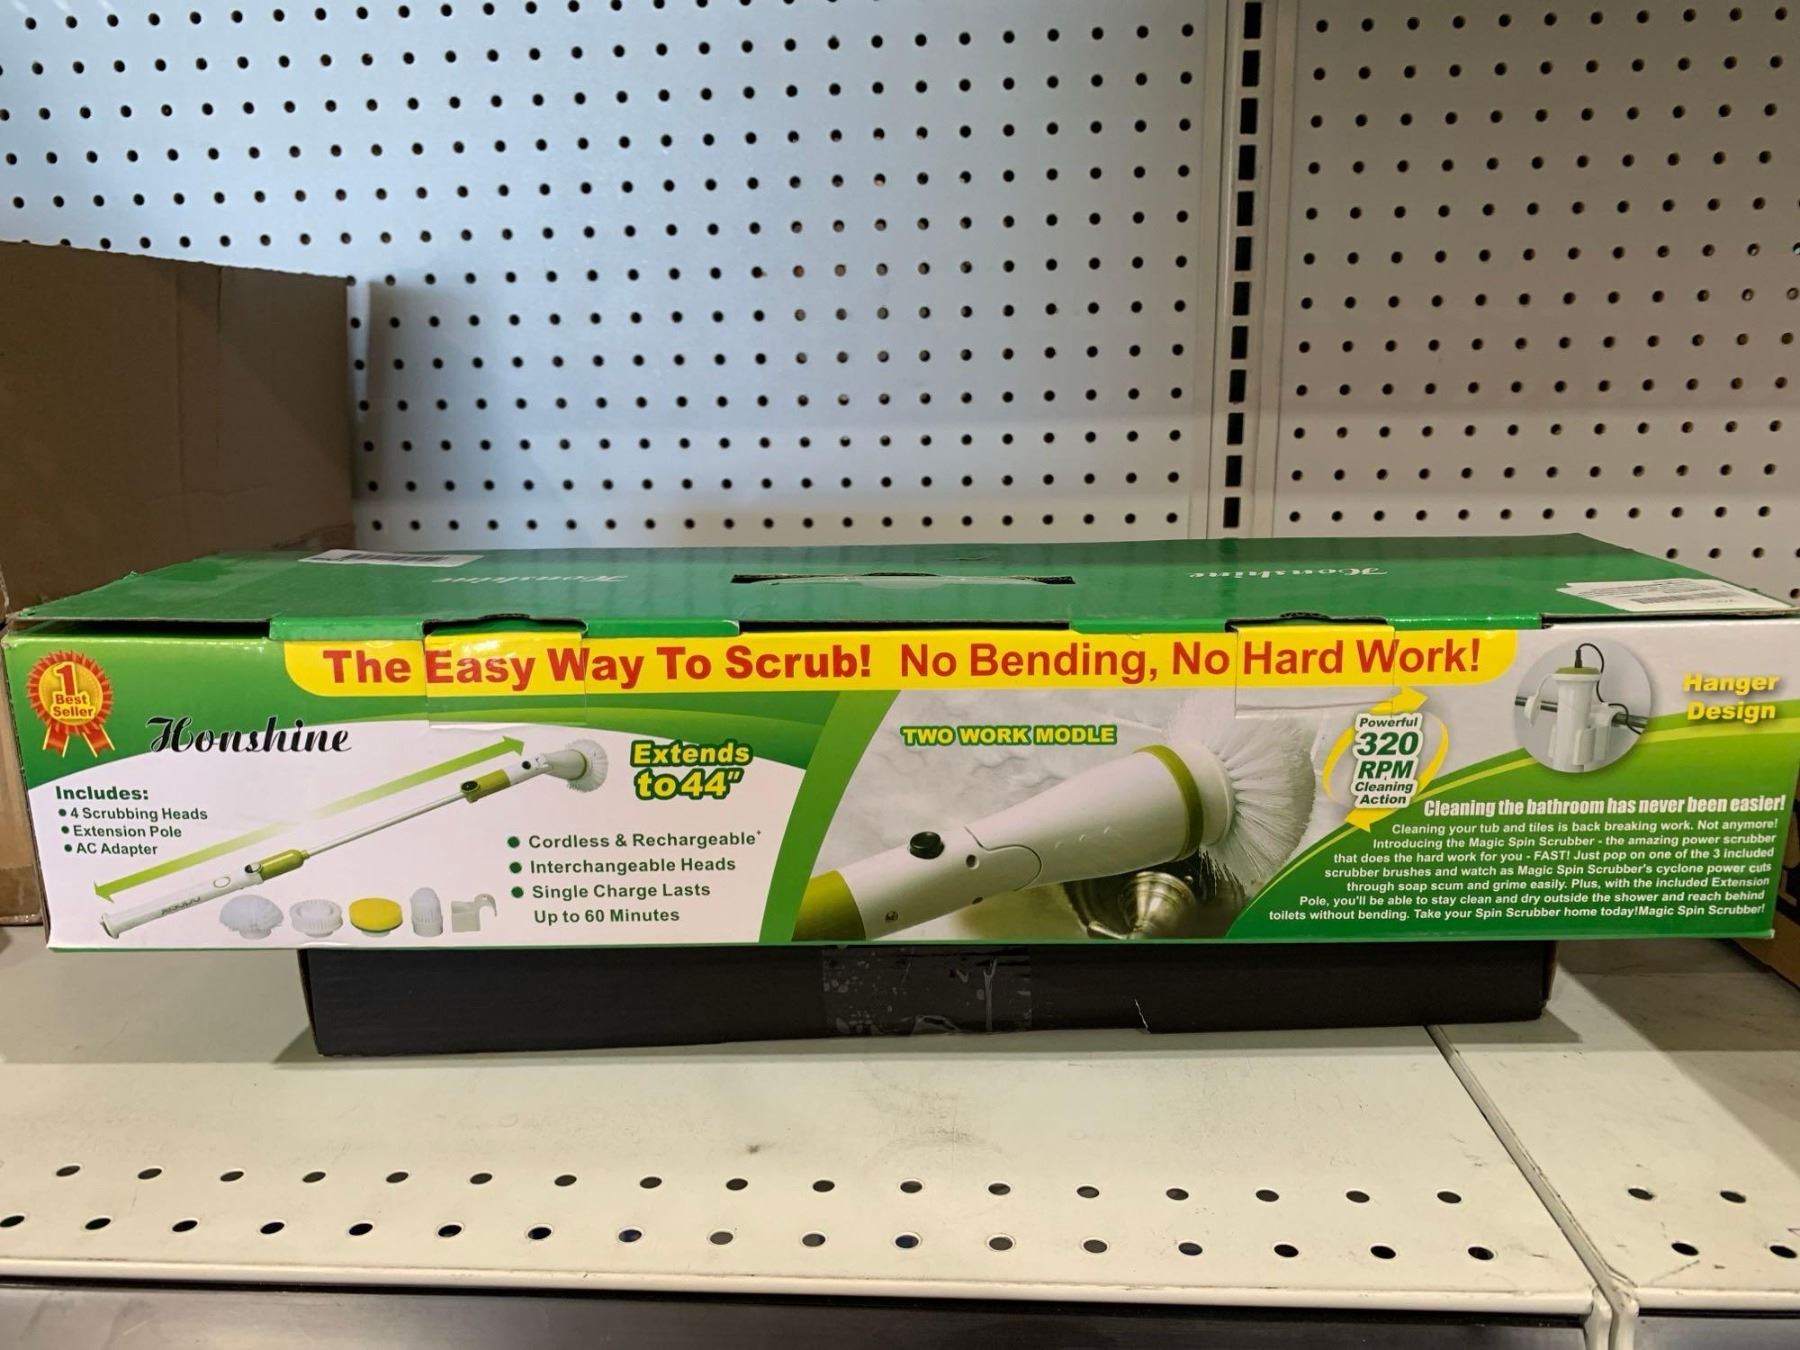 Honshine
Honshine
The Easy Way To Scrub! No Bending, No Hard Work!
1
Best
Seller
Honshine
Includes:
• 4 Scrubbing Heads
• Extension Pole
• AC Adapter
Extends
to 44"
• Cordless & Rechargeable+
• Interchangeable Heads
• Single Charge Lasts
Up to 60 Minutes
TWO WORK MODLE
Powerful
320
RPM
Cleaning
Action
Hanger
Design
Cleaning the bathroom has never been easier!
Cleaning your tub and tiles is back breaking work. Not anymore!
Introducing the Magic Spin Scrubber - the amazing power scrubber
that does the hard work for you - FAST! Just pop on one of the 3 included
scrubber brushes and watch as Magic Spin Scrubber's cyclone power cuts
through soap scum and grime easily. Plus, with the included Extension
Pole, you'll be able to stay clean and dry outside the shower and reach behind
toilets without bending. Take your Spin Scrubber home today!Magic Spin Scrubber!